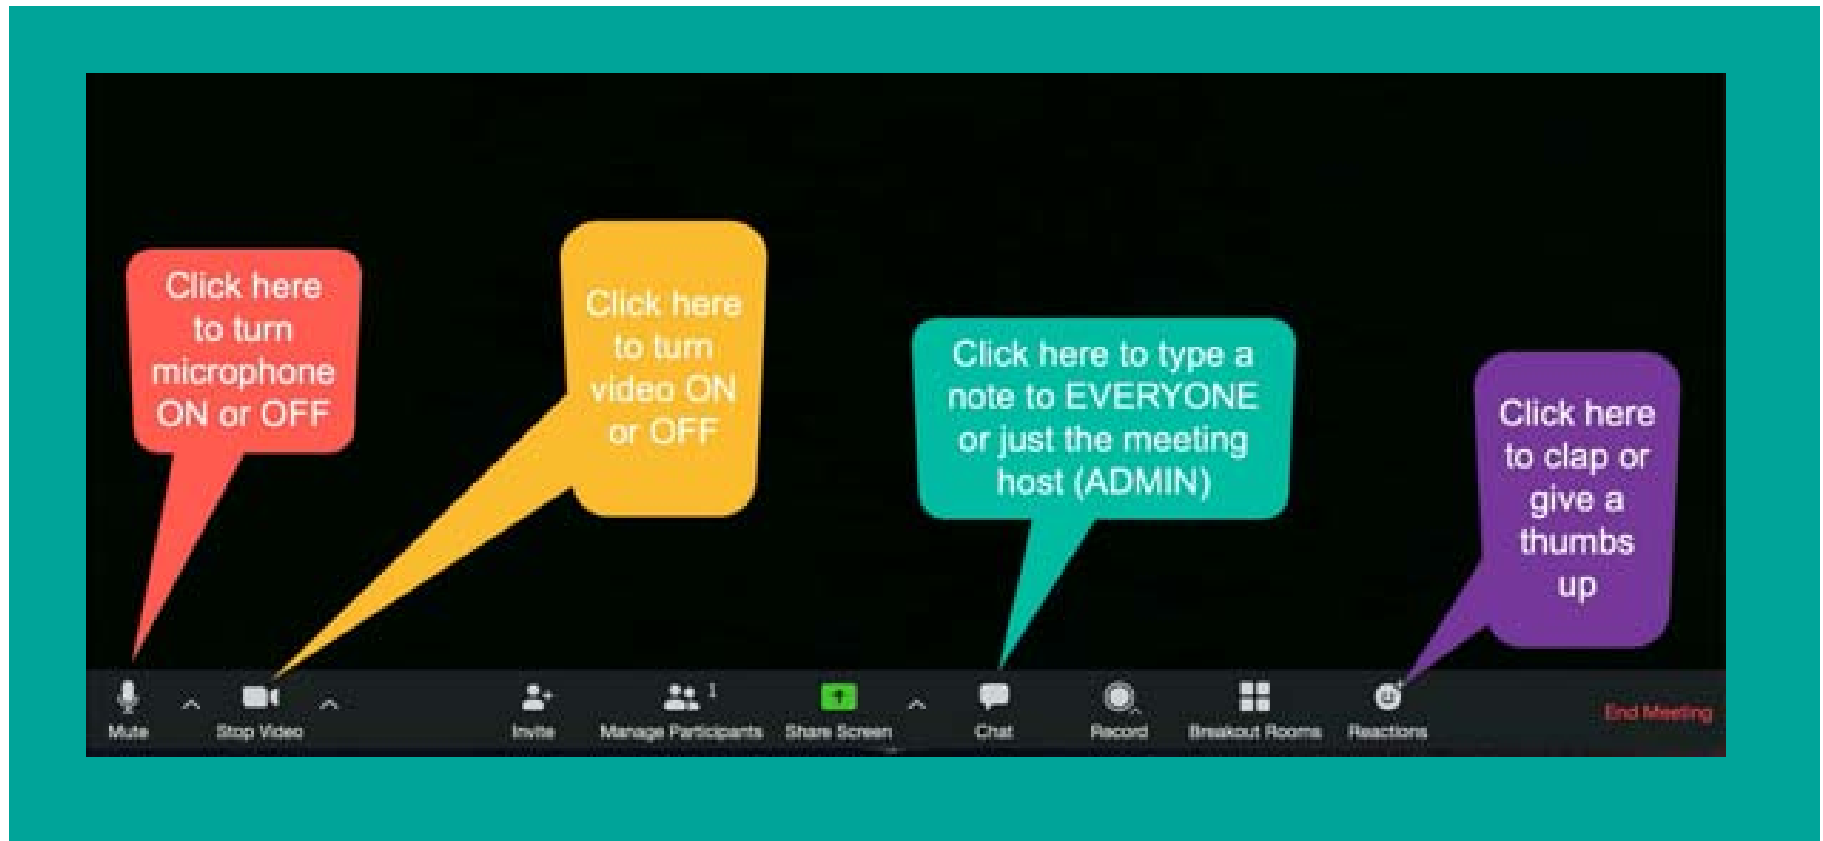 Click here
to turn
microphone
ON or OFF
Click here
to turn
video ON
or OFF
Click here to type a
note to EVERYONE
or just the meeting
host (ADMIN)
Click here
to clap or
give a
thumbs
up
Mute
Stop Video
Invite
Manage Participants
1
Share Screen
Chat
Record
Breakout Rooms
Reactions
End Meeting